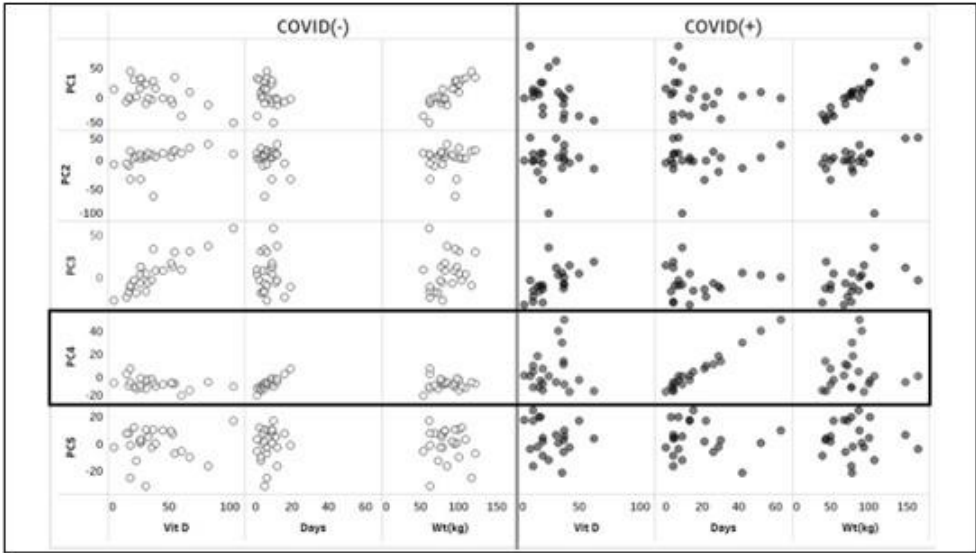 COVID(-) COVID(+)
PC1 50 0 -50
PC2 50 0 -50 -100
PC3 50 0
PC4 40 20 0 -20
PC5 20 0 -20
0 50 100 0 20 40 60 0 50 100 150 0 50 0 20 40 60 0 50 100 150
Vit D Days Wt(kg) Vit D Days Wt(kg)